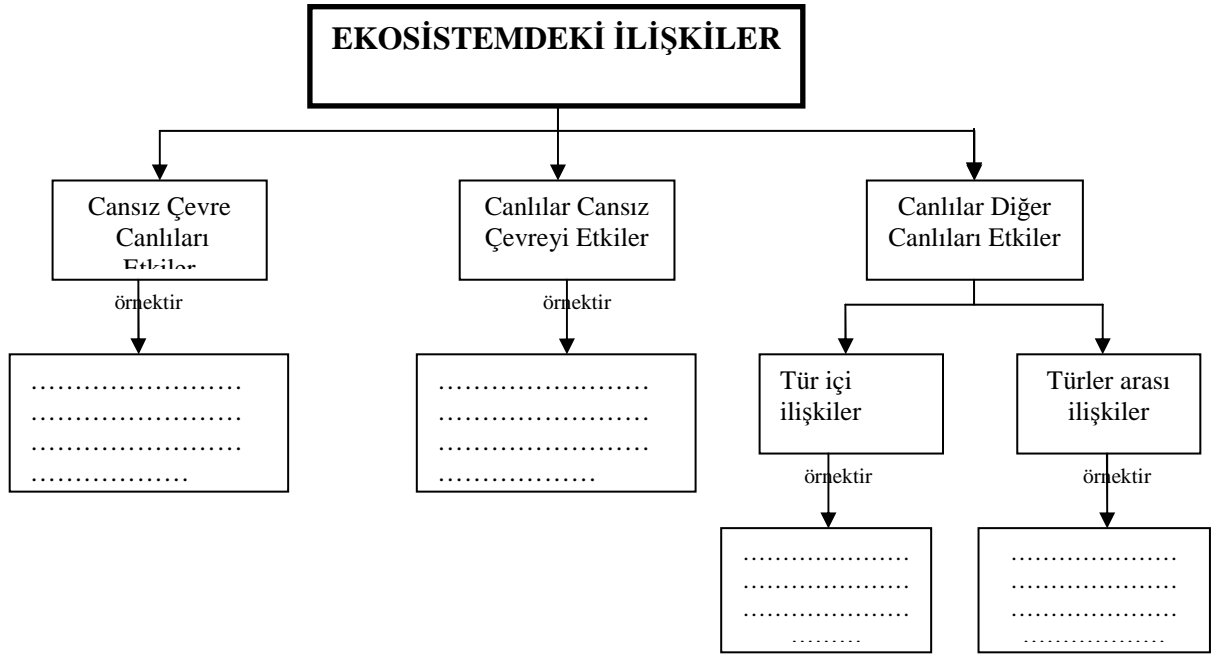 EKOSİSTEMDEKİ İLİŞKİLER
Cansız Çevre
Canlıları
Etkiler
örnektir
……………………
……………………
……………………
………………
Canlılar Cansız
Çevreyi Etkiler
örnektir
……………………
……………………
……………………
………………
Canlılar Diğer
Canlıları Etkiler
Tür içi
ilişkiler
örnektir
…………………
…………………
…………………
………
Türler arası
ilişkiler
örnektir
…………………
…………………
…………………
………………